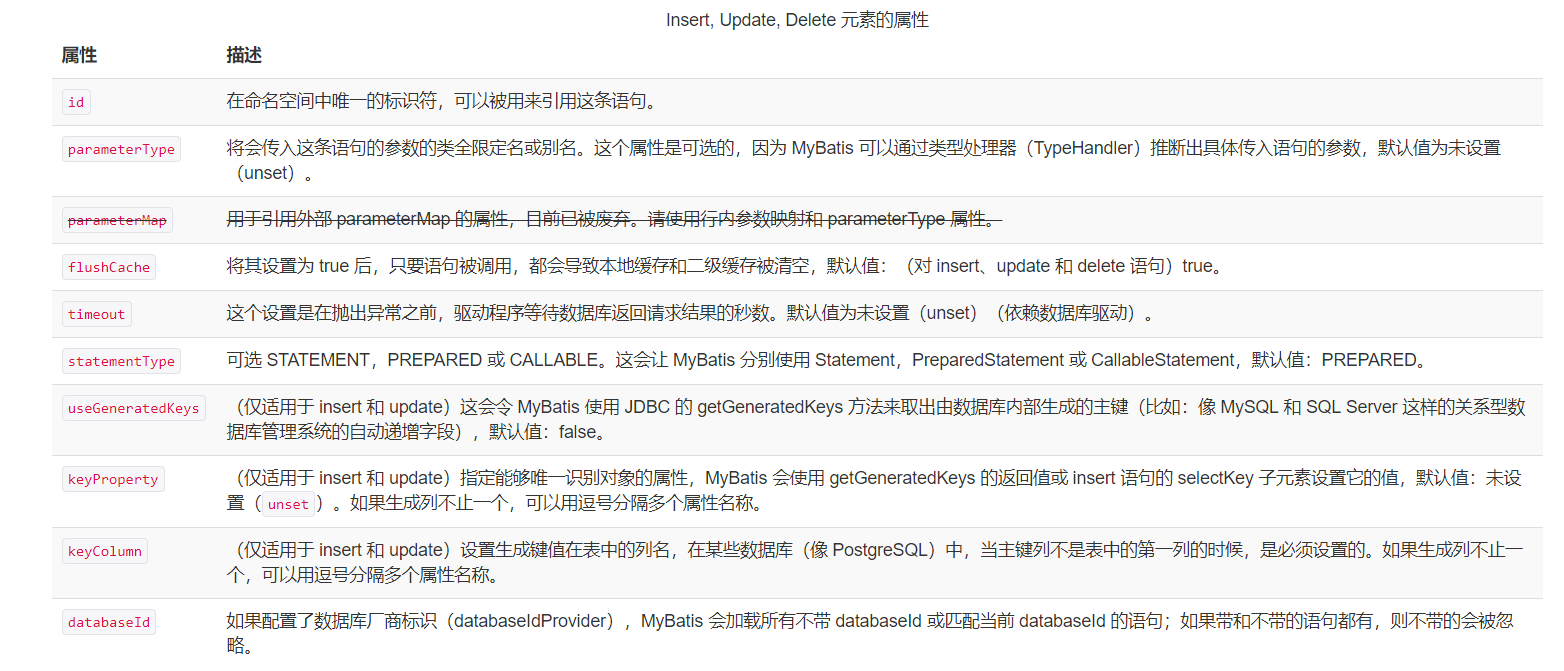 Insert, Update, Delete 元素的属性
属性 描述
id 在命名空间中唯一的标识符，可以被用来引用这条语句。
parameterType 将会传入这条语句的参数的类全限定名或别名。这个属性是可选的，因为 MyBatis 可以通过类型处理器（TypeHandler）推断出具体传入语句的参数，默认值为未设置
（unset）。
parameterMap 用于引用外部 parameterMap 的属性，目前已被废弃。请使用行内参数映射和 parameterType 属性。
flushCache 将其设置为 true 后，只要语句被调用，都会导致本地缓存和二级缓存被清空，默认值：（对 insert、update 和 delete 语句）true。
timeout 这个设置是在抛出异常之前，驱动程序等待数据库返回请求结果的秒数。默认值为未设置（unset）（依赖数据库驱动）。
statementType 可选 STATEMENT，PREPARED 或 CALLABLE。这会让 MyBatis 分别使用 Statement，PreparedStatement 或 CallableStatement，默认值：PREPARED。
useGeneratedKeys （仅适用于 insert 和 update）这会令 MyBatis 使用 JDBC 的 getGeneratedKeys 方法来取出由数据库内部生成的主键（比如：像 MySQL 和 SQL Server 这样的关系型数
据库管理系统的自动递增字段），默认值：false。
keyProperty （仅适用于 insert 和 update）指定能够唯一识别对象的属性，MyBatis 会使用 getGeneratedKeys 的返回值或 insert 语句的 selectKey 子元素设置它的值，默认值：未设
置（unset）。如果生成列不止一个，可以用逗号分隔多个属性名称。
keyColumn （仅适用于 insert 和 update）设置生成键值在表中的列名，在某些数据库（像 PostgreSQL）中，当主键列不是表中的第一列的时候，是必须设置的。如果生成列不止一
个，可以用逗号分隔多个属性名称。
databaseId 如果配置了数据库厂商标识（databaseIdProvider），MyBatis 会加载所有不带 databaseId 或匹配当前 databaseId 的语句；如果带和不带的语句都有，则不带的会被忽
略。